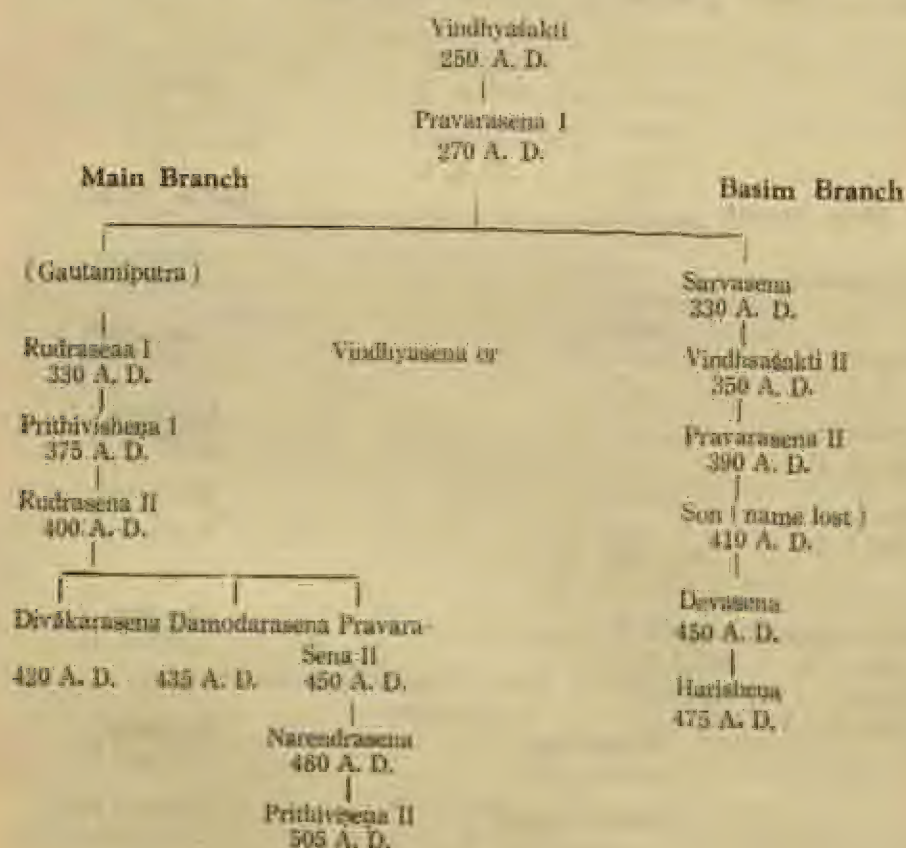 Vindhyaśakti
250. A. D.
Pravarasena I
270 A. D.
Main Branch
Basim Branch
(Gautamiputra)
Rudrasena I
330 A. D.
Prithivishena I
375 A. D.
Rudrasena II
400. A. D.
Divākarasena Damodarasena Pravara-
Sena II
420 A. D. 435 A. D. 450 A. D.
Narendrasena
480 A. D.
Prithivisena II
505 A. D.
Vindhyasena or
Sarvasena
330 A. D.
Vindhsaśakti II
350 A. D.
Pravarasena II
390 A. D.
Son (name lost)
410 A. D.
Devasena
450 A. D.
Harishena
475 A. D.